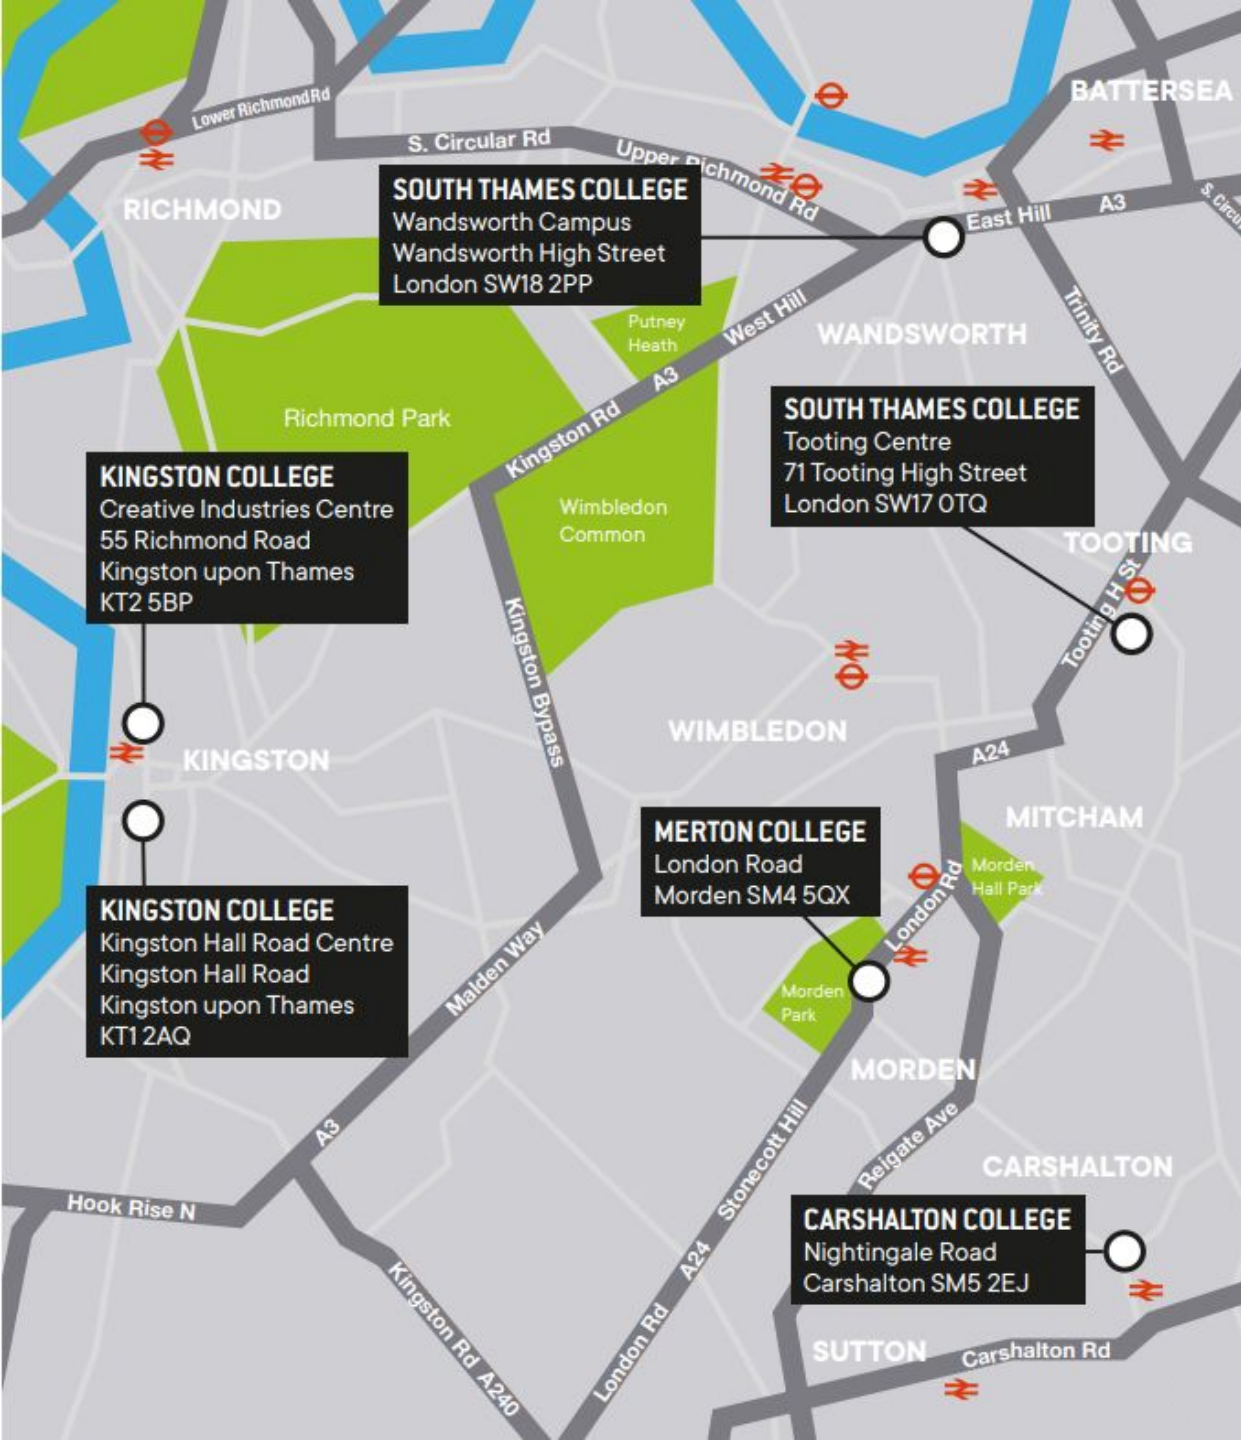 BATTERSEA
Lower Richmond Rd
S. Circular Rd
Upper Richmond Rd
SOUTH THAMES COLLEGE
Wandsworth Campus
Wandsworth High Street
London SW18 2PP
RICHMOND
East Hill
A3
S. Circu
Putney
Heath
West Hill
WANDSWORTH
Trinity Rd
A3
Richmond Park
Kingston Rd
SOUTH THAMES COLLEGE
Tooting Centre
71 Tooting High Street
London SW17 0TQ
KINGSTON COLLEGE
Creative Industries Centre
55 Richmond Road
Kingston upon Thames
KT2 5BP
Wimbledon
Common
TOOTING
Tooting H St
Kingston Bypass
WIMBLEDON
KINGSTON
A24
MITCHAM
MERTON COLLEGE
London Road
Morden SM4 5QX
Morden
Hall Park
London Rd
KINGSTON COLLEGE
Kingston Hall Road Centre
Kingston Hall Road
Kingston upon Thames
KT1 2AQ
Malden Way
Morden
Park
MORDEN
A3
Stonecott Hill
Reigate Ave
CARSHALTON
Hook Rise N
CARSHALTON COLLEGE
Nightingale Road
Carshalton SM5 2EJ
A24
Kingston Rd A240
London Rd
SUTTON
Carshalton Rd